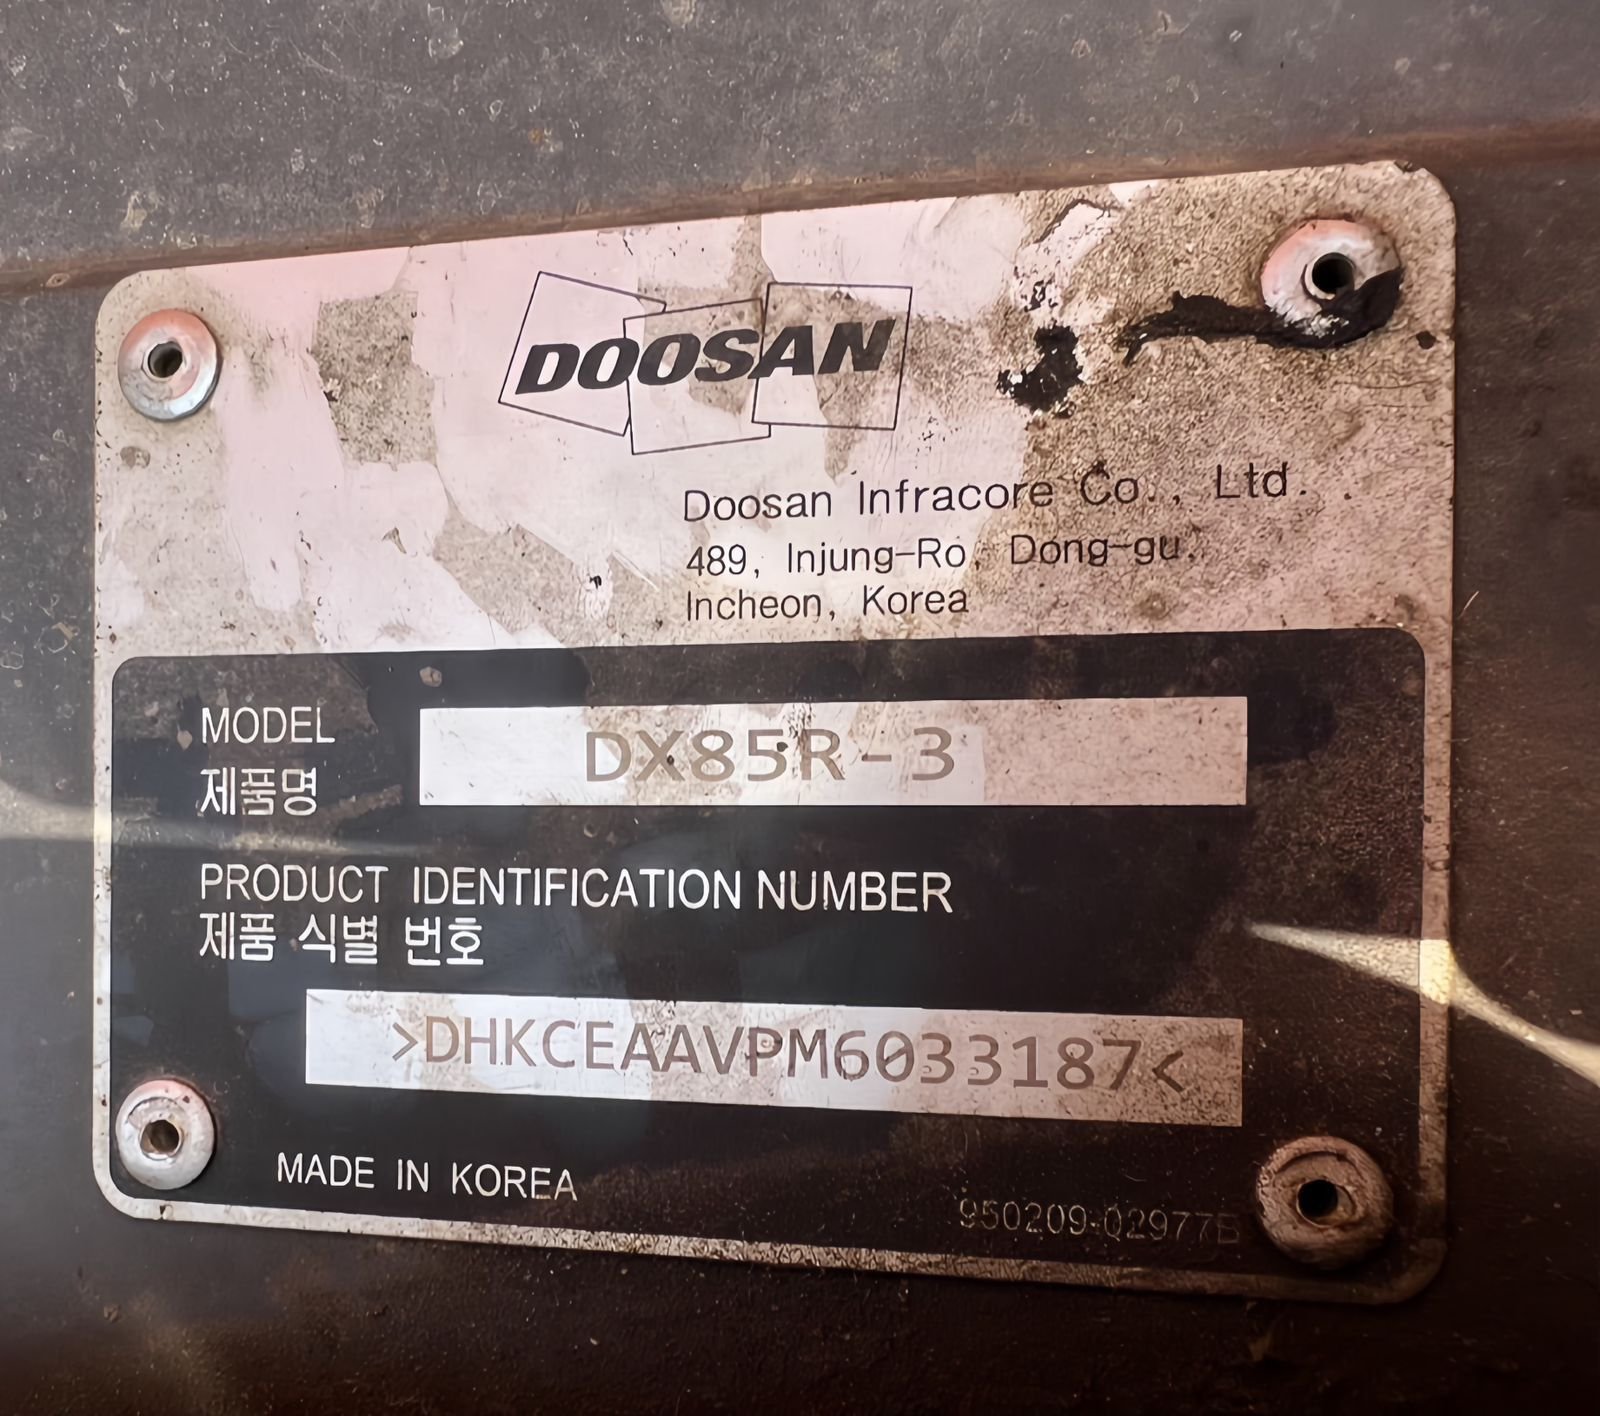 DOOSAN
Doosan Infracore Co., Ltd.
489, Injung-Ro, Dong-gu,
Incheon, Korea
MODEL
제품명
DX85R-3
PRODUCT IDENTIFICATION NUMBER
제품 식별 번호
>DHKCEAAVPM6033187<
MADE IN KOREA
950209-02977B